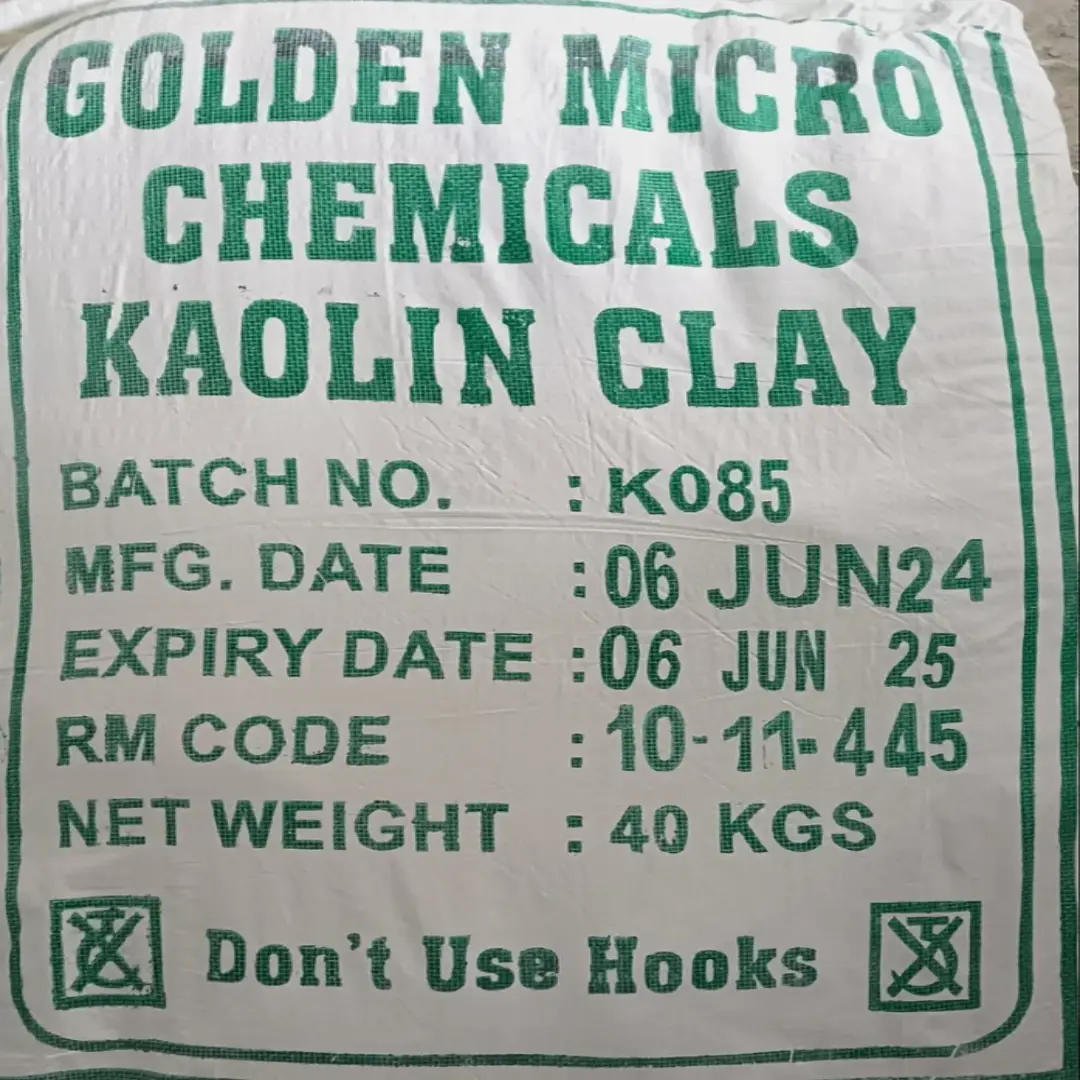 GOLDEN MICRO
CHEMICALS
KAOLIN CLAY
BATCH NO. : K085
MFG. DATE : 06 JUN24
EXPIRY DATE : 06 JUN 25
RM CODE : 10-11-445
NET WEIGHT : 40 KGS
Don't Use Hooks